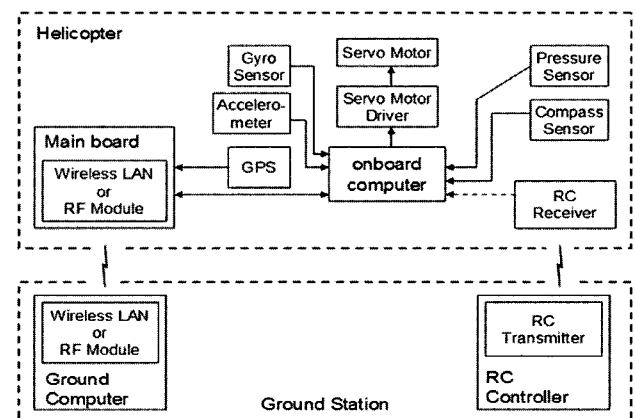 Helicopter
Gyro
Sensor
Servo Motor
Pressure
Sensor
Accelero-
meter
Servo Motor
Driver
Compass
Sensor
Main board
Wireless LAN
or
RF Module
GPS
onboard
computer
RC
Receiver
Wireless LAN
or
RF Module
Ground
Computer
Ground Station
RC
Transmitter
RC
Controller